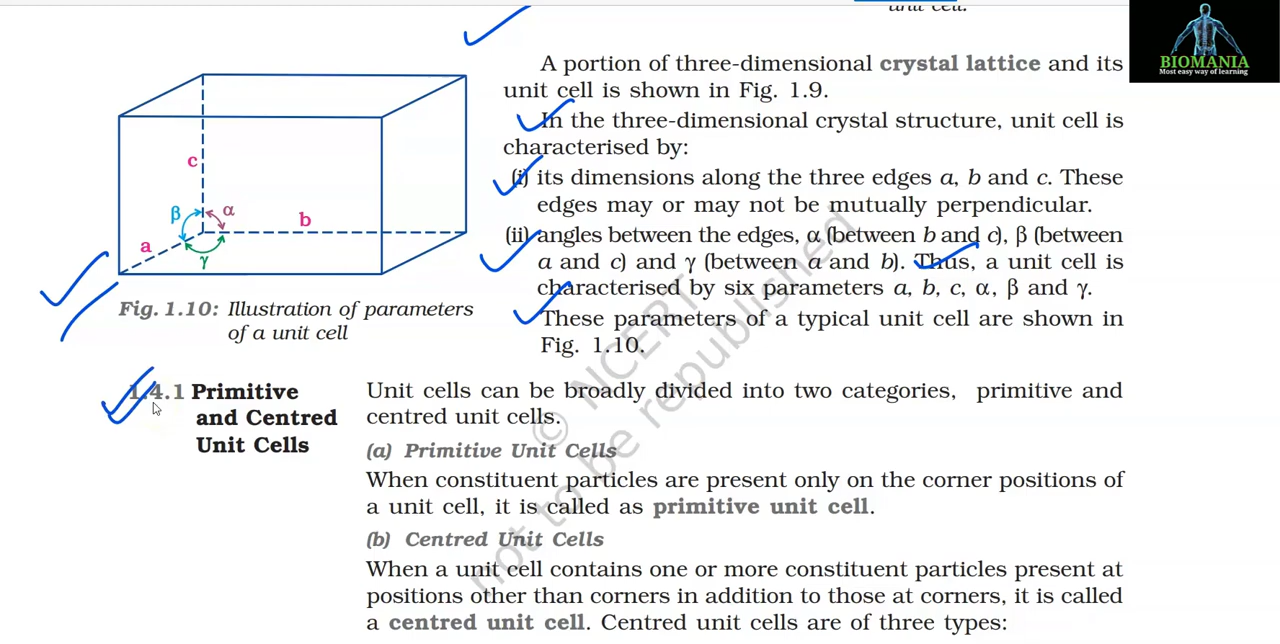 unit cell.
BIOMANIA
Most easy way of learning
A portion of three-dimensional crystal lattice and its
unit cell is shown in Fig. 1.9.
In the three-dimensional crystal structure, unit cell is
characterised by:
(i) its dimensions along the three edges a, b and c. These
edges may or may not be mutually perpendicular.
(ii) angles between the edges, α (between b and c), β (between
a and c) and γ (between a and b). Thus, a unit cell is
characterised by six parameters a, b, c, α, β and γ.
These parameters of a typical unit cell are shown in
Fig. 1.10.
c
β
α
b
a
γ
Fig. 1.10: Illustration of parameters
of a unit cell
1.4.1 Primitive
and Centred
Unit Cells
Unit cells can be broadly divided into two categories, primitive and
centred unit cells.
(a) Primitive Unit Cells
When constituent particles are present only on the corner positions of
a unit cell, it is called as primitive unit cell.
(b) Centred Unit Cells
When a unit cell contains one or more constituent particles present at
positions other than corners in addition to those at corners, it is called
a centred unit cell. Centred unit cells are of three types:
© NCERT
not to be republished